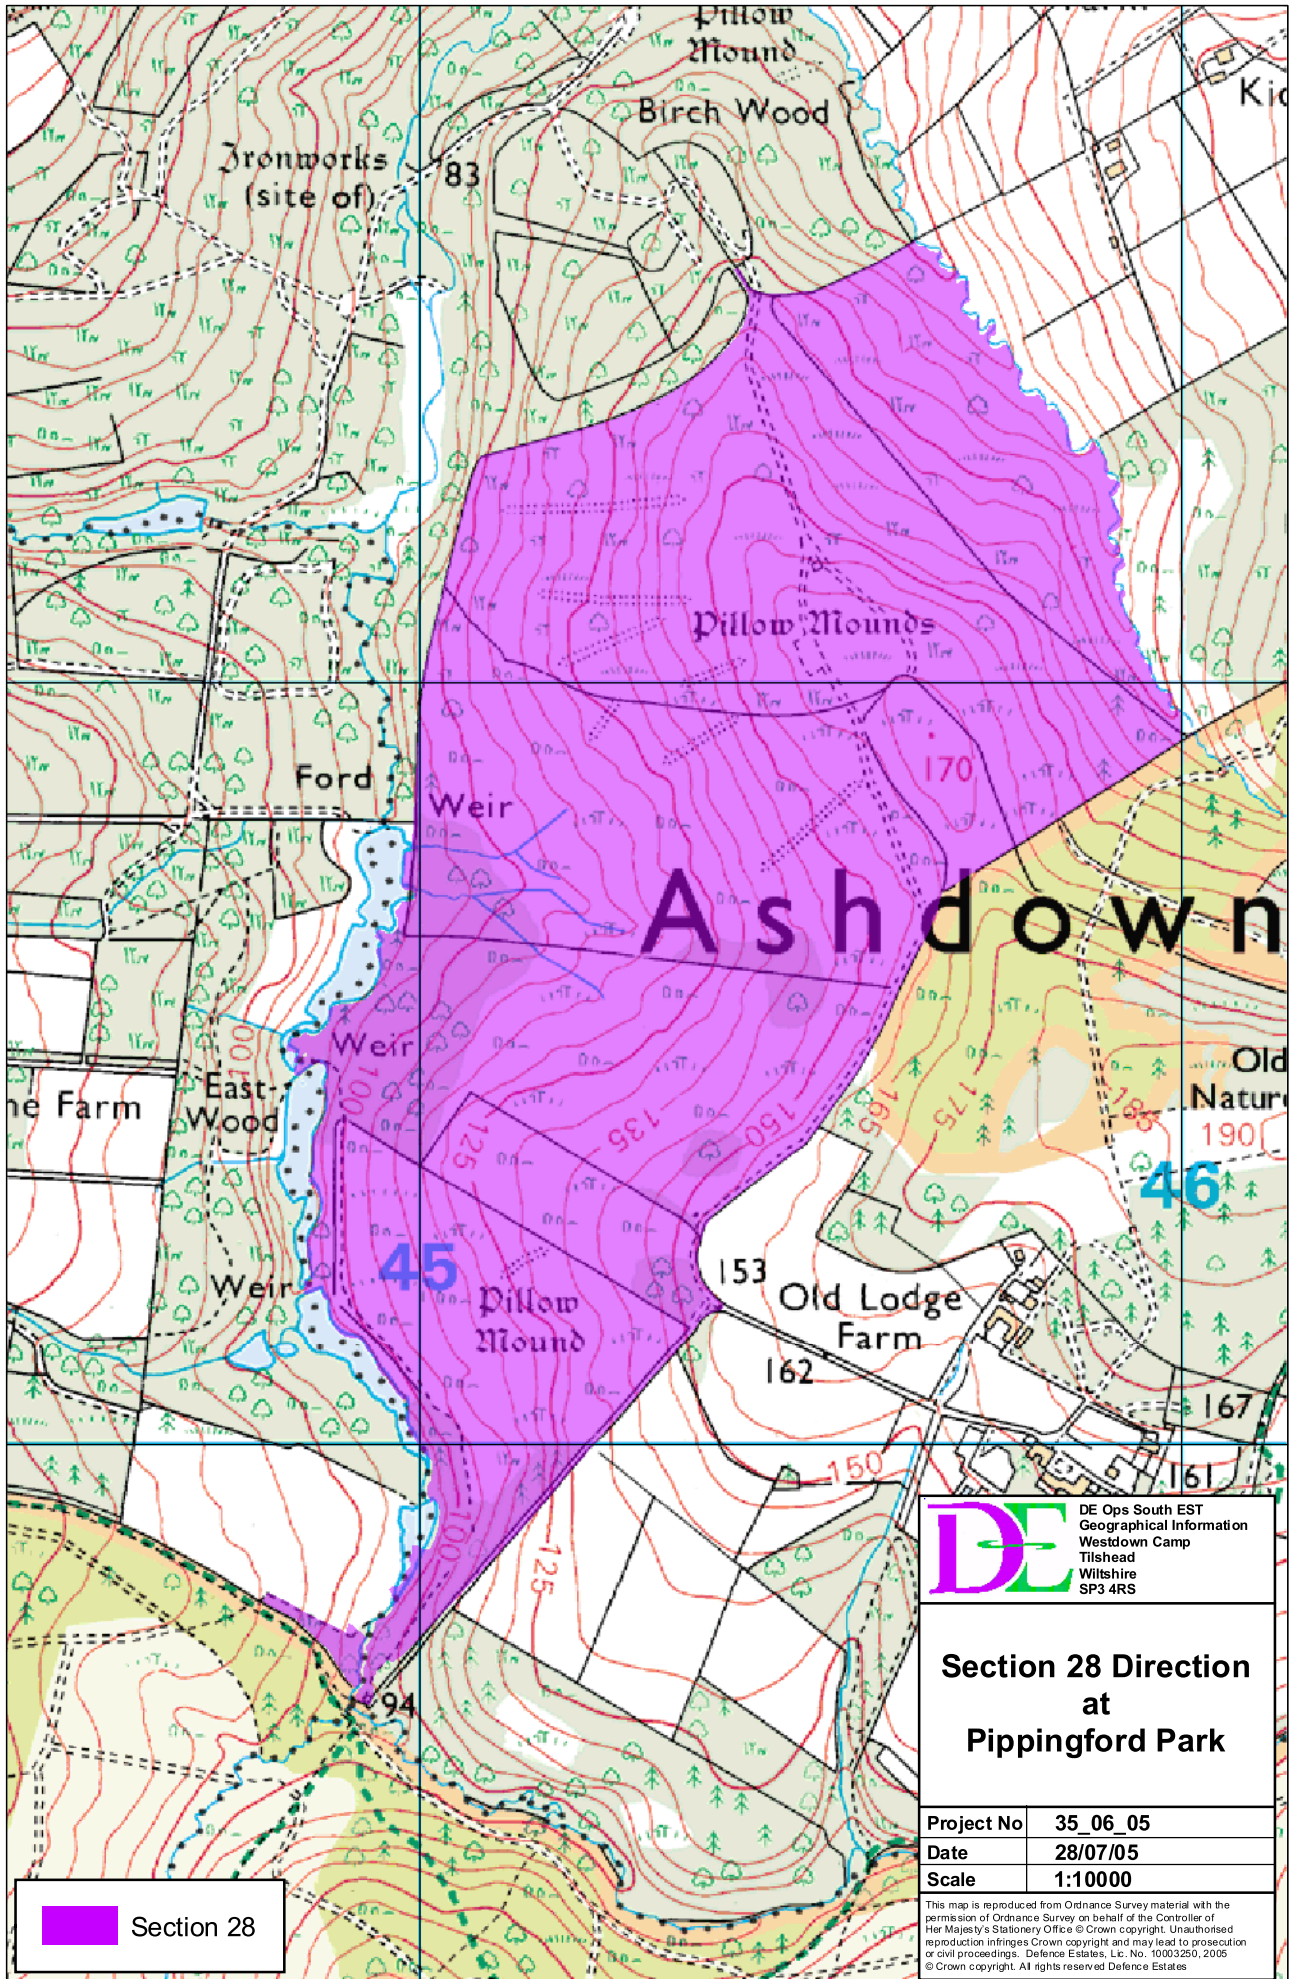 Pillow
Mound
Birch Wood
Ironworks
(site of)
83
Pillow Mounds
170
Ford
Weir
Ashdown
Weir
100
100
East
Wood
ne Farm
125
135
150
165
175
185
Old
Nature
190
46
45
Weir
Pillow
Mound
153
Old Lodge
Farm
162
167
161
150
100
125
94
DE
DE Ops South EST
Geographical Information
Westdown Camp
Tilshead
Wiltshire
SP3 4RS
Section 28 Direction
at
Pippingford Park
Project No 35_06_05
Date 28/07/05
Scale 1:10000
This map is reproduced from Ordnance Survey material with the
permission of Ordnance Survey on behalf of the Controller of
Her Majesty's Stationery Office © Crown copyright. Unauthorised
reproduction infringes Crown copyright and may lead to prosecution
or civil proceedings. Defence Estates, Lic. No. 10003250, 2005
© Crown copyright. All rights reserved Defence Estates
Section 28